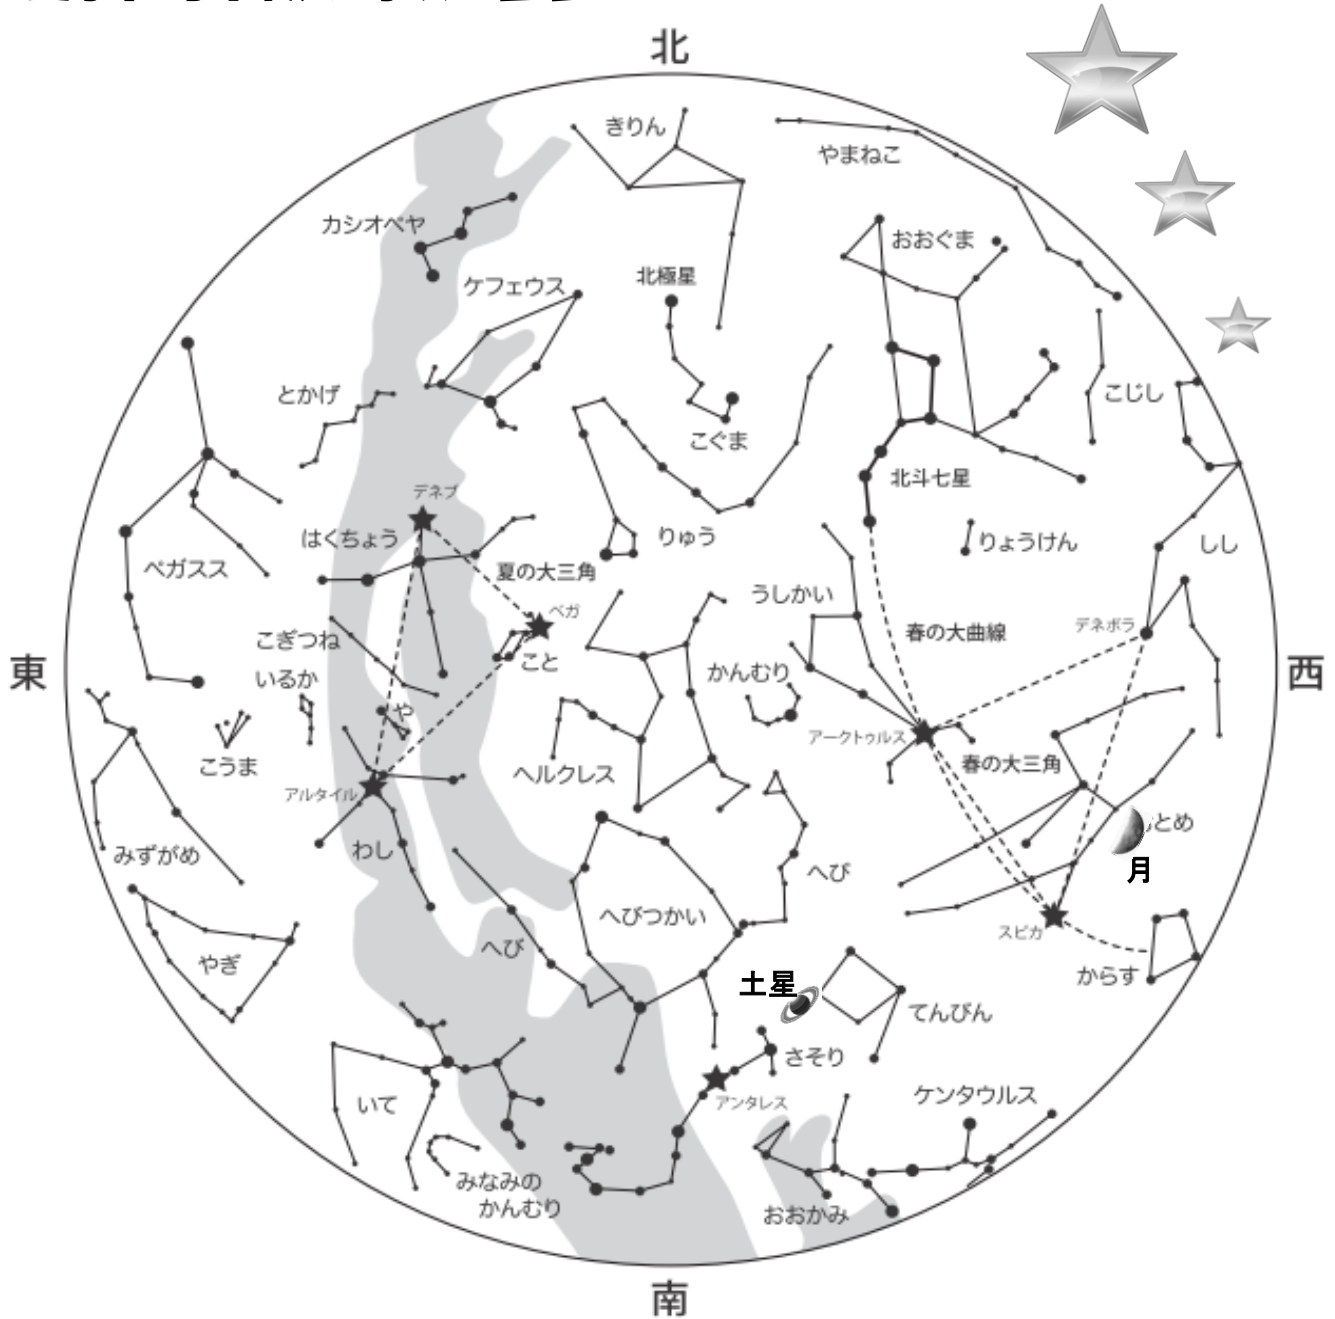 北
きりん
やまねこ
カシオペヤ
おおぐま
ケフェウス
北極星
とかげ
こじし
こぐま
北斗七星
デネブ
はくちょう
りゅう
りょうけん
しし
ペガスス
夏の大三角
うしかい
ベガ
春の大曲線
デネボラ
こぎつね
こと
東
いるか
かんむり
西
や
アークトゥルス
こうま
ヘルクレス
春の大三角
アルタイル
とめ
みずがめ
わし
へび
月
へびつかい
スピカ
へび
やぎ
からす
土星
てんびん
さそり
いて
アンタレス
ケンタウルス
みなみの
かんむり
おおかみ
南